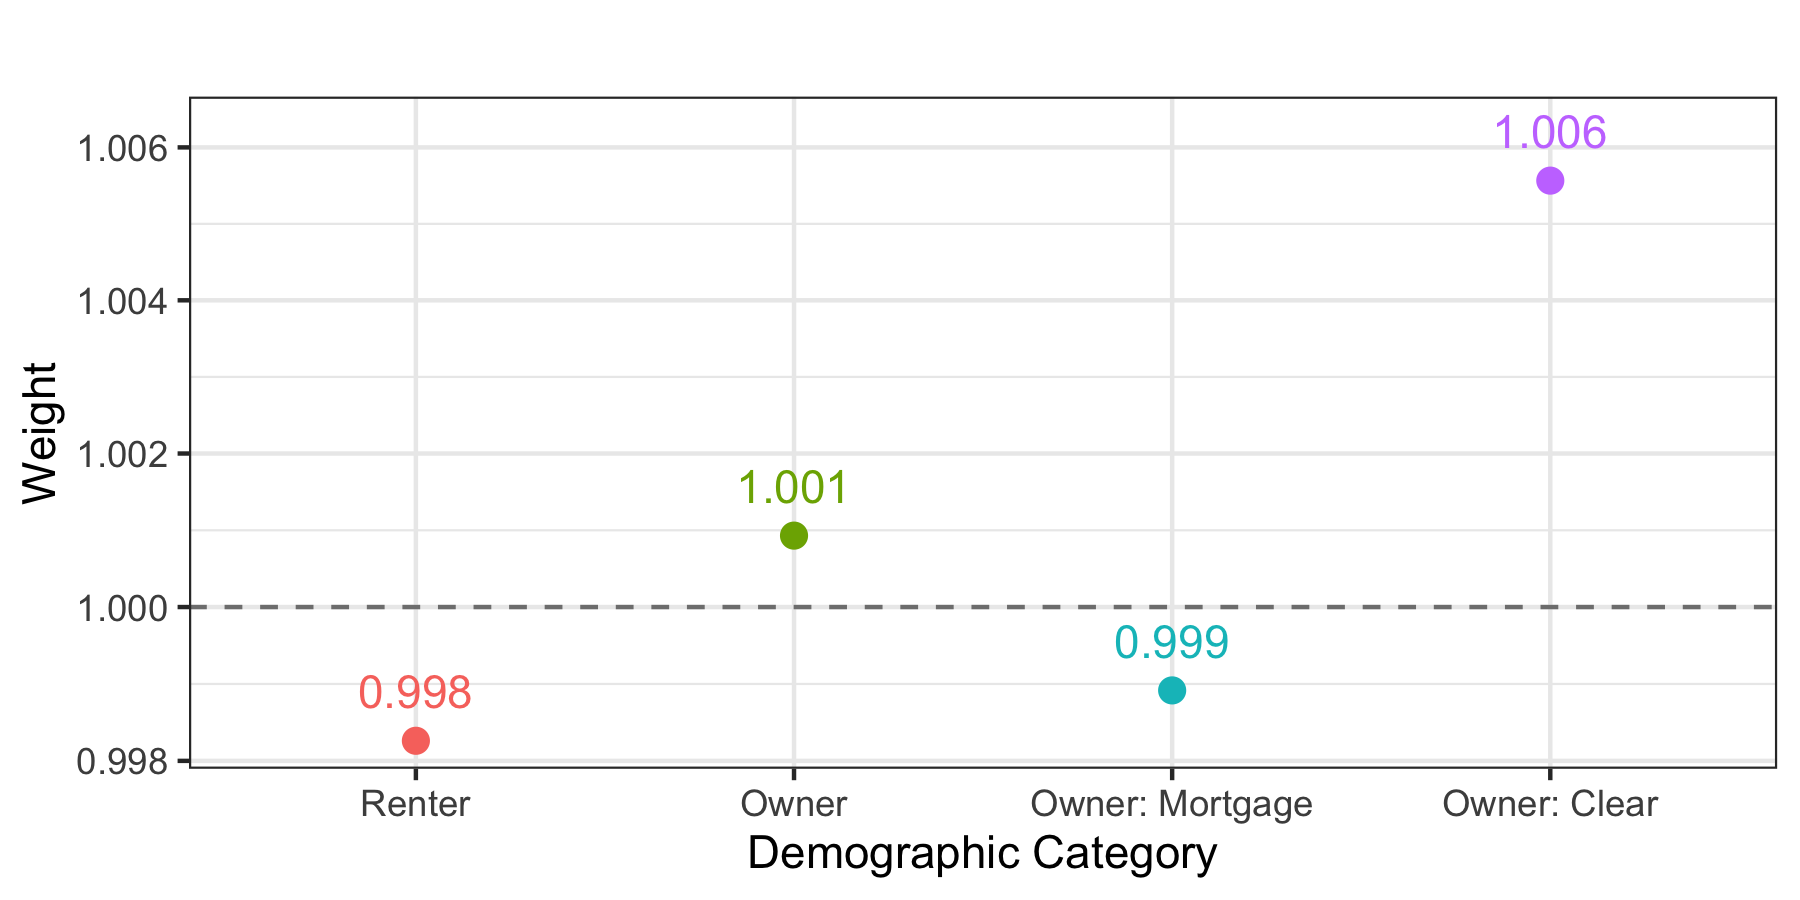 1.006
1.004
1.002
1.000
0.998
Weight
0.998
1.001
0.999
1.006
Renter
Owner
Owner: Mortgage
Owner: Clear
Demographic Category